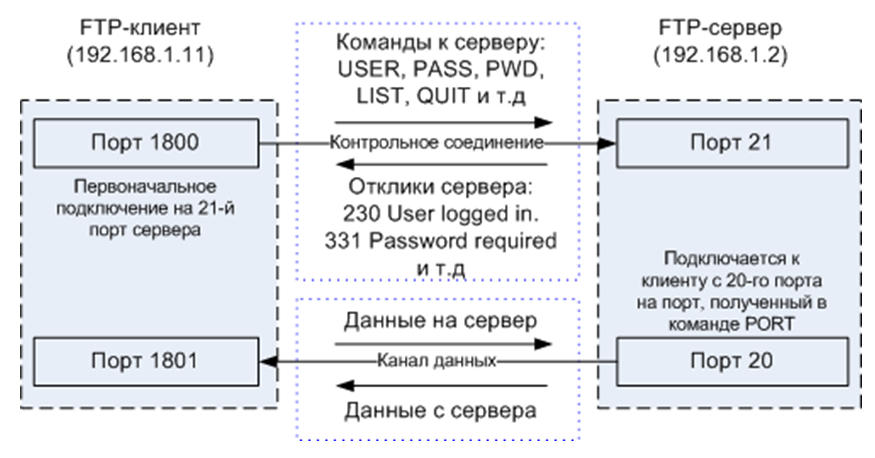 FTP-клиент
(192.168.1.11)
Команды к серверу:
USER, PASS, PWD,
LIST, QUIT и т.д
FTP-сервер
(192.168.1.2)
Порт 1800
Контрольное соединение
Порт 21
Первоначальное
подключение на 21-й
порт сервера
Отклики сервера:
230 User logged in.
331 Password required
и т.д
Подключается к
клиенту с 20-го порта
на порт, полученный в
команде PORT
Данные на сервер
Порт 1801
Канал данных
Порт 20
Данные с сервера